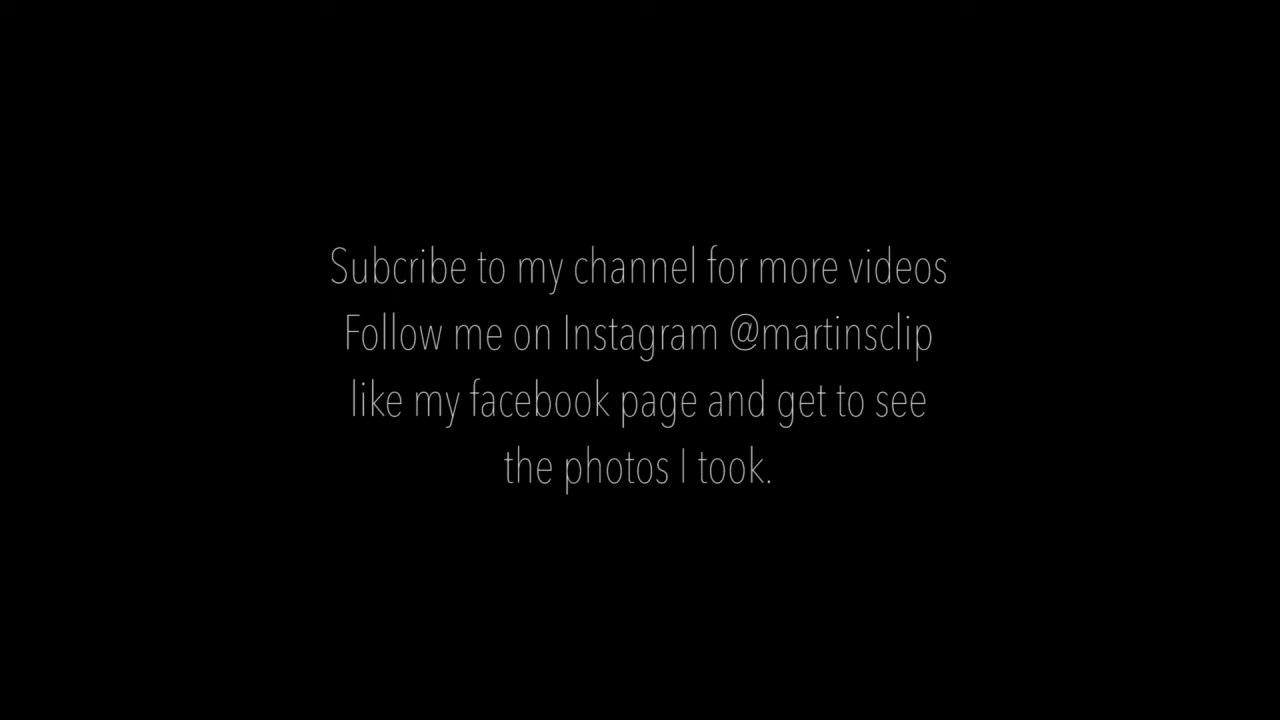 Subcribe to my channel for more videos
Follow me on Instagram @martinsclip
like my facebook page and get to see
the photos I took.